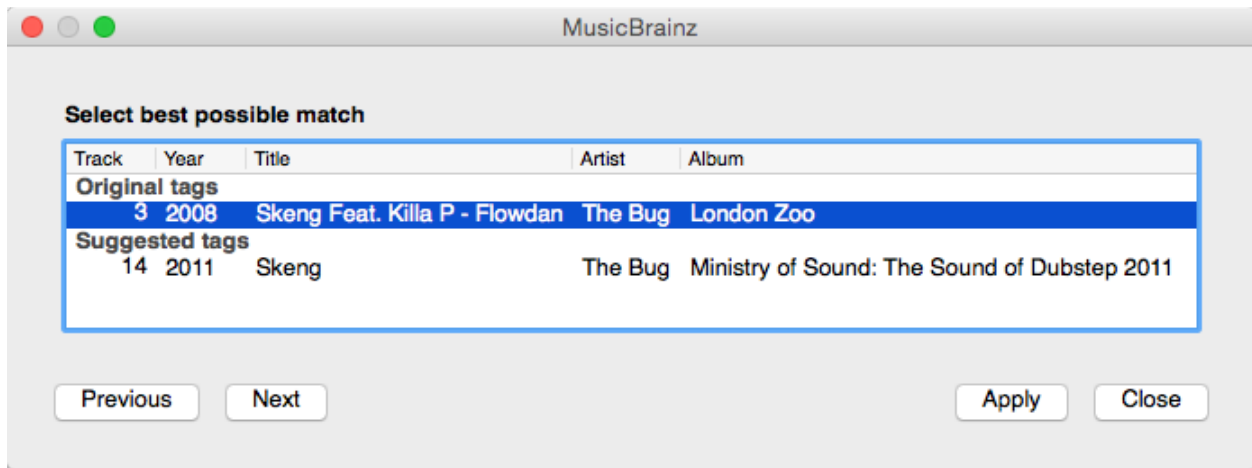 MusicBrainz
Select best possible match
Track Year Title Artist Album
Original tags
3 2008 Skeng Feat. Killa P - Flowdan The Bug London Zoo
Suggested tags
14 2011 Skeng The Bug Ministry of Sound: The Sound of Dubstep 2011
Previous Next Apply Close